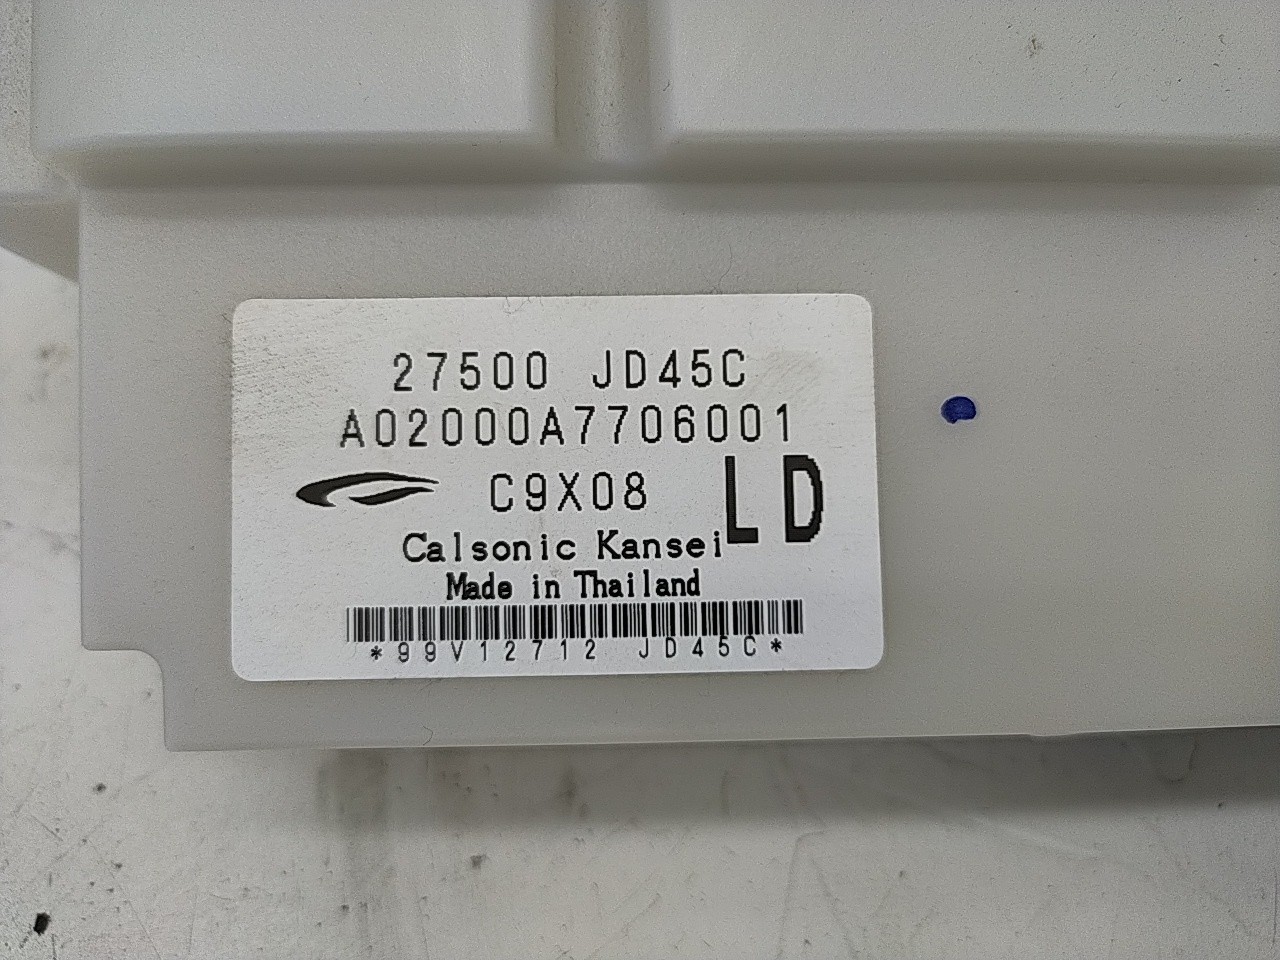 27500 JD45C
A02000A7706001
C9X08 LD
Calsonic Kansei
Made in Thailand
*99V12712 JD45C*